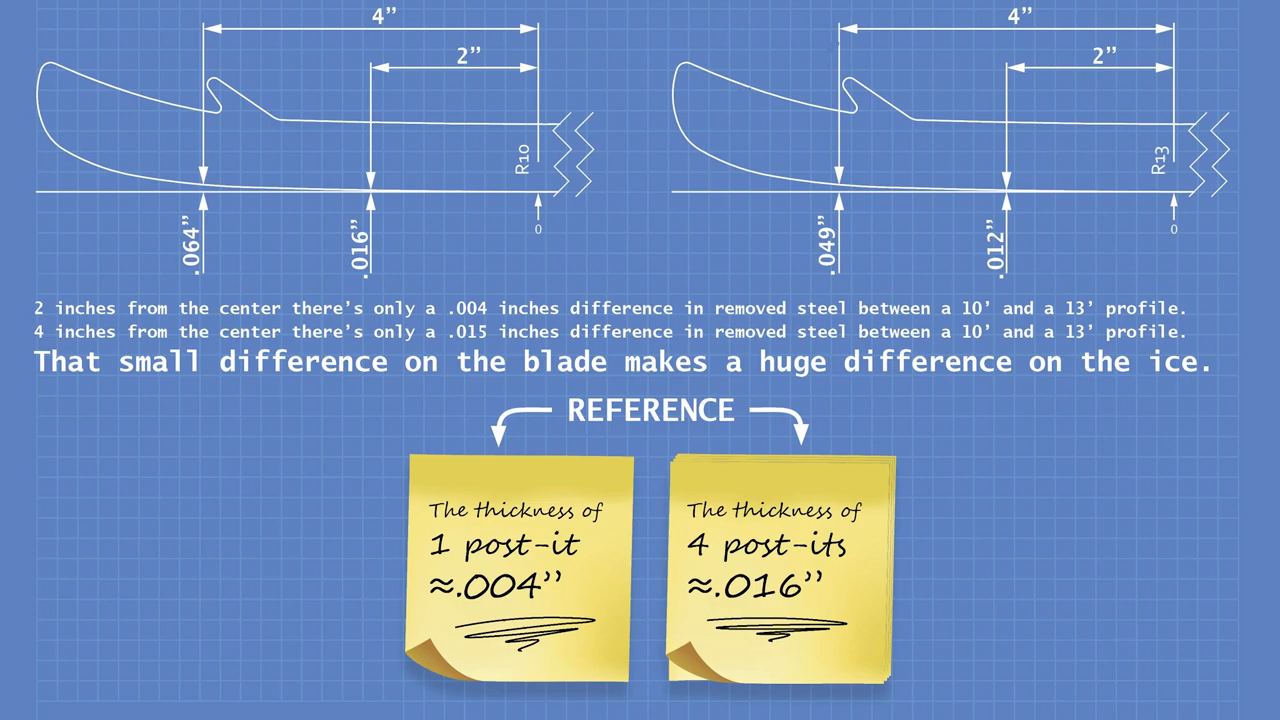 4”
2”
R10
.064”
.016”
0
4”
2”
R13
.049”
.012”
0
2 inches from the center there’s only a .004 inches difference in removed steel between a 10’ and a 13’ profile.
4 inches from the center there’s only a .015 inches difference in removed steel between a 10’ and a 13’ profile.
That small difference on the blade makes a huge difference on the ice.
REFERENCE
The thickness of
1 post-it
≈.004”
The thickness of
4 post-its
≈.016”